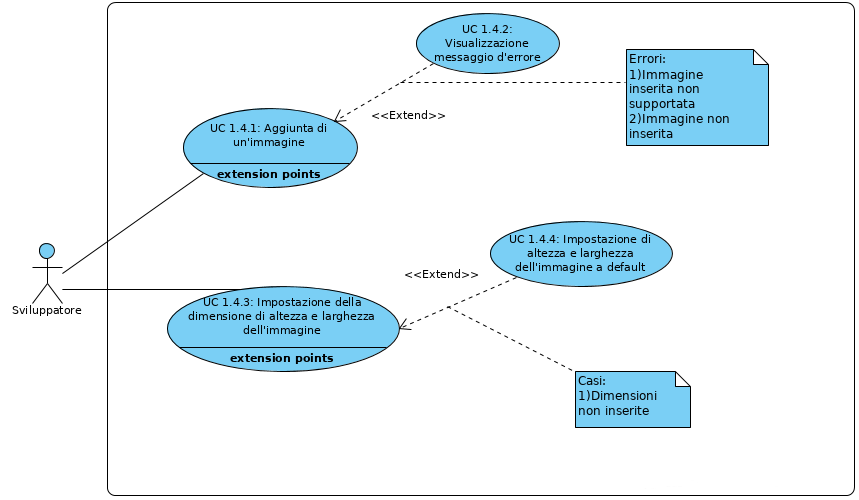 UC 1.4.2:
Visualizzazione
messaggio d'errore
Errori:
1)Immagine
inserita non
supportata
2)Immagine non
inserita
<<Extend>>
UC 1.4.1: Aggiunta di
un'immagine
extension points
UC 1.4.4: Impostazione di
altezza e larghezza
dell'immagine a default
<<Extend>>
Sviluppatore
UC 1.4.3: Impostazione della
dimensione di altezza e larghezza
dell'immagine
extension points
Casi:
1)Dimensioni
non inserite